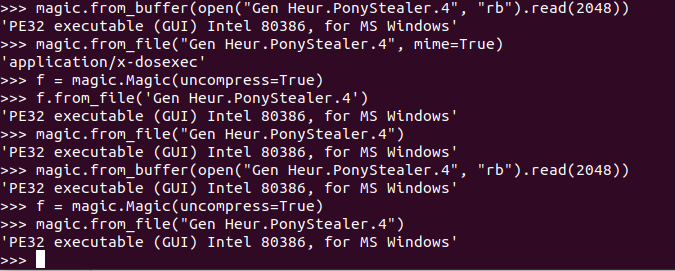 >>> magic.from_buffer(open("Gen Heur.PonyStealer.4", "rb").read(2048))
'PE32 executable (GUI) Intel 80386, for MS Windows'
>>> magic.from_file("Gen Heur.PonyStealer.4", mime=True)
'application/x-dosexec'
>>> f = magic.Magic(uncompress=True)
>>> f.from_file('Gen Heur.PonyStealer.4')
'PE32 executable (GUI) Intel 80386, for MS Windows'
>>> magic.from_file("Gen Heur.PonyStealer.4")
'PE32 executable (GUI) Intel 80386, for MS Windows'
>>> magic.from_buffer(open("Gen Heur.PonyStealer.4", "rb").read(2048))
'PE32 executable (GUI) Intel 80386, for MS Windows'
>>> f = magic.Magic(uncompress=True)
>>> magic.from_file("Gen Heur.PonyStealer.4")
'PE32 executable (GUI) Intel 80386, for MS Windows'
>>>